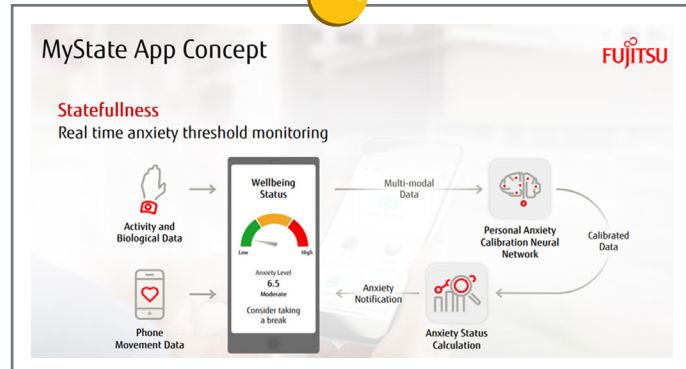 MyState App Concept
FUJITSU
Statefullness
Real time anxiety threshold monitoring
Activity and
Biological Data
Phone
Movement Data
Wellbeing
Status
Low
High
Anxiety Level
6.5
Moderate
Consider taking
a break
Multi-modal
Data
Personal Anxiety
Calibration Neural
Network
Calibrated
Data
Anxiety Status
Calculation
Anxiety
Notification